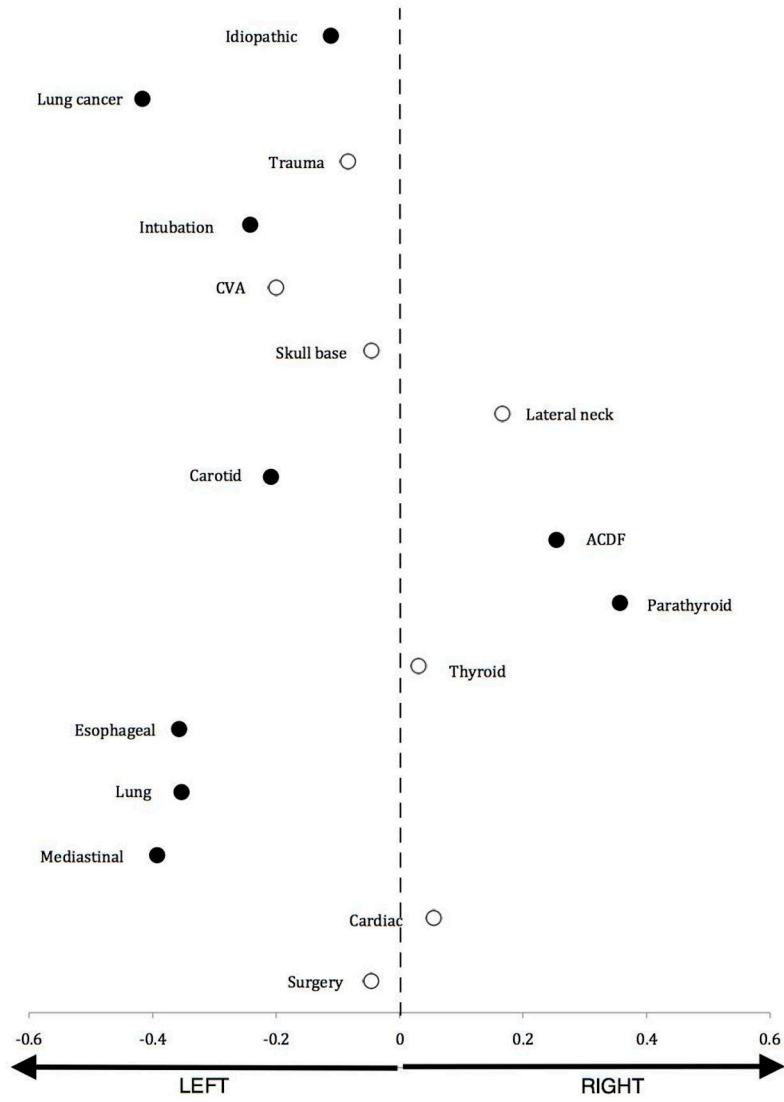 Idiopathic
Lung cancer
Trauma
Intubation
CVA
Skull base
Lateral neck
Carotid
ACDF
Parathyroid
Thyroid
Esophageal
Lung
Mediastinal
Cardiac
Surgery
-0.6 -0.4 -0.2 0 0.2 0.4 0.6
LEFT RIGHT